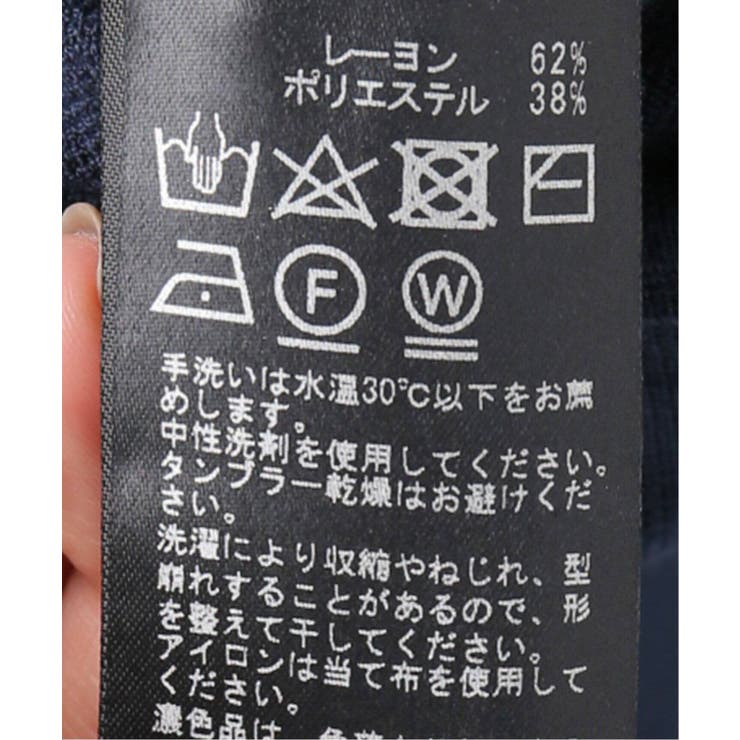 レーヨン 62%
ポリエステル 38%
F W
手洗いは水温30℃以下をお薦
めします。
中性洗剤を使用してください。
タンブラー乾燥はお避けくだ
さい。
洗濯により収縮やねじれ、型
崩れすることがあるので、形
を整えて干してください。
アイロンは当て布を使用して
ください。
濃色品は、